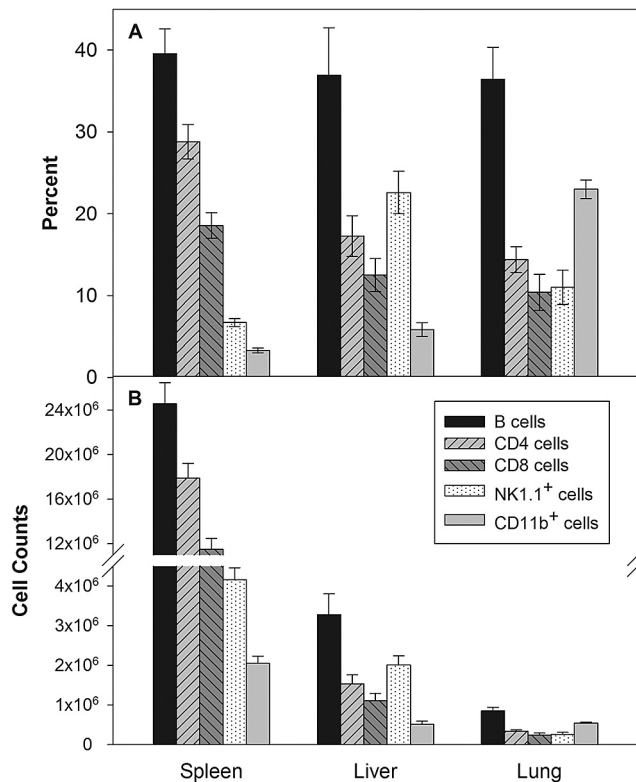 A
40
30
20
10
0
Percent
B
24x10⁶
20x10⁶
16x10⁶
12x10⁶
4x10⁶
3x10⁶
2x10⁶
1x10⁶
0
Cell Counts
B cells
CD4 cells
CD8 cells
NK1.1⁺ cells
CD11b⁺ cells
Spleen Liver Lung